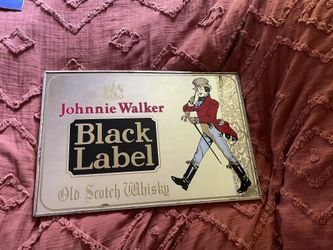 Johnnie Walker
Black
Label
Old Scotch Whisky